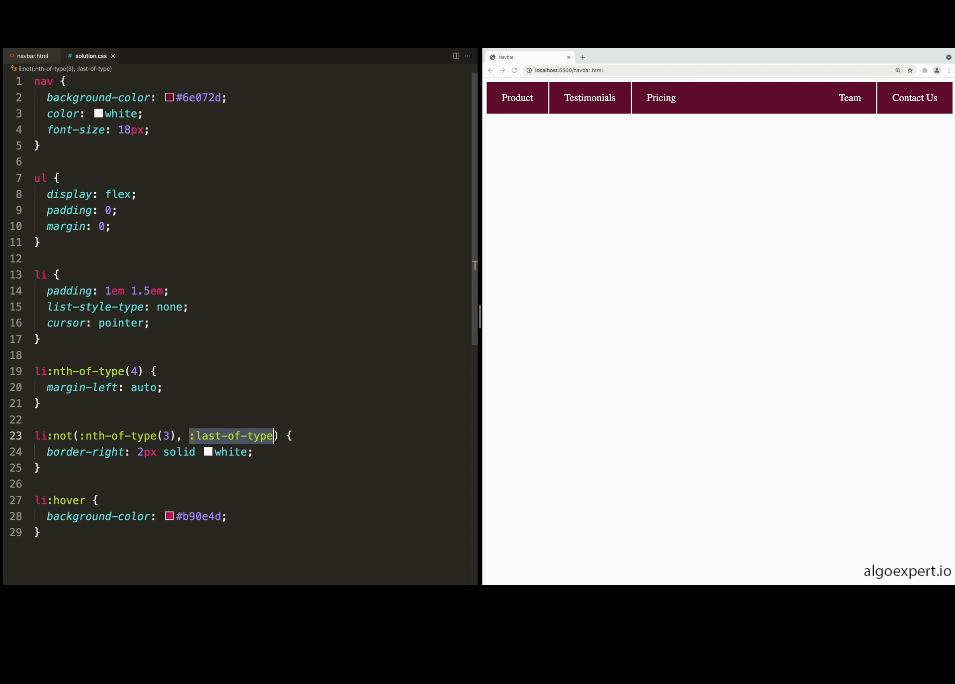 navbar.html
# solution.css ×
li:not(:nth-of-type(3), :last-of-type)
1 nav {
2 background-color: #6e072d;
3 color: white;
4 font-size: 18px;
5 }
6
7 ul {
8 display: flex;
9 padding: 0;
10 margin: 0;
11 }
12
13 li {
14 padding: 1em 1.5em;
15 list-style-type: none;
16 cursor: pointer;
17 }
18
19 li:nth-of-type(4) {
20 margin-left: auto;
21 }
22
23 li:not(:nth-of-type(3), :last-of-type) {
24 border-right: 2px solid white;
25 }
26
27 li:hover {
28 background-color: #b90e4d;
29 }
Navbar
localhost:5500/navbar.html
Product Testimonials Pricing Team Contact Us
algoexpert.io